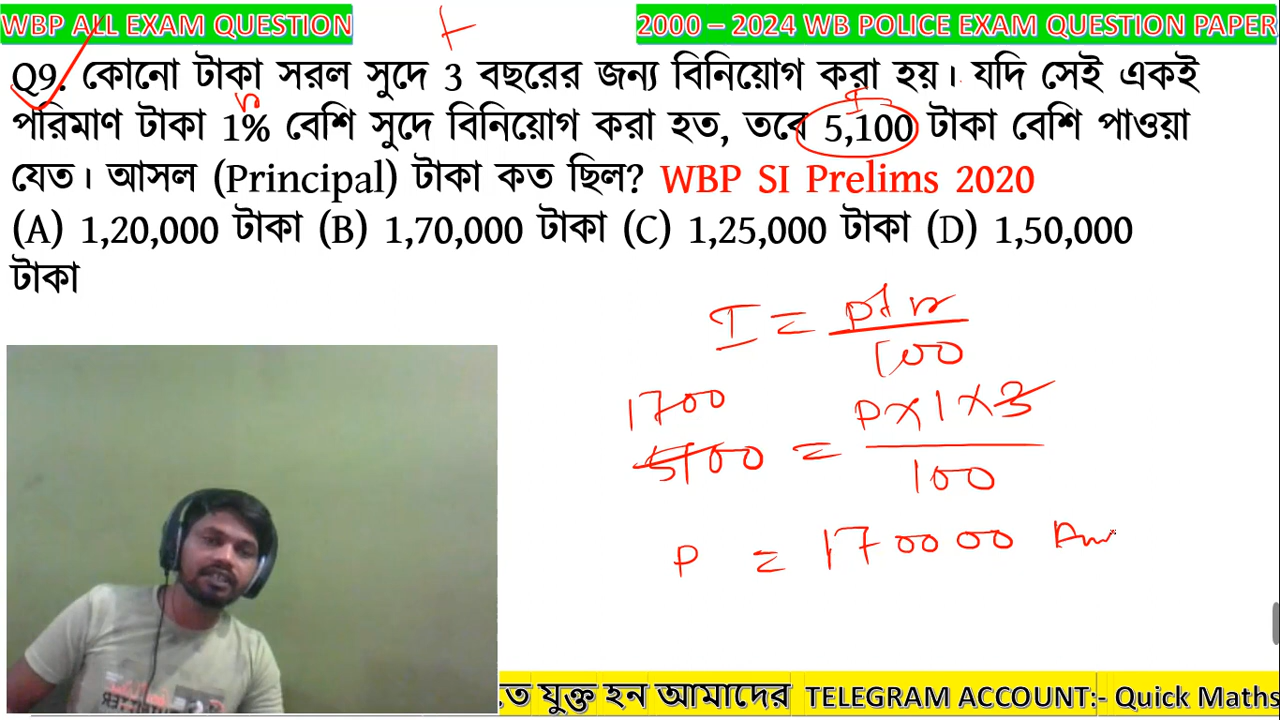 WBP ALL EXAM QUESTION
2000 – 2024 WB POLICE EXAM QUESTION PAPER
Q9. কোনো টাকা সরল সুদে 3 বছরের জন্য বিনিয়োগ করা হয়। যদি সেই একই
পরিমাণ টাকা 1% বেশি সুদে বিনিয়োগ করা হত, তবে 5,100 টাকা বেশি পাওয়া
যেত। আসল (Principal) টাকা কত ছিল? WBP SI Prelims 2020
(A) 1,20,000 টাকা (B) 1,70,000 টাকা (C) 1,25,000 টাকা (D) 1,50,000
টাকা
I = ptr
100
1700
5100 = P × 1 × 3
100
P = 170000 Ans
যুক্ত হন আমাদের TELEGRAM ACCOUNT:- Quick Maths